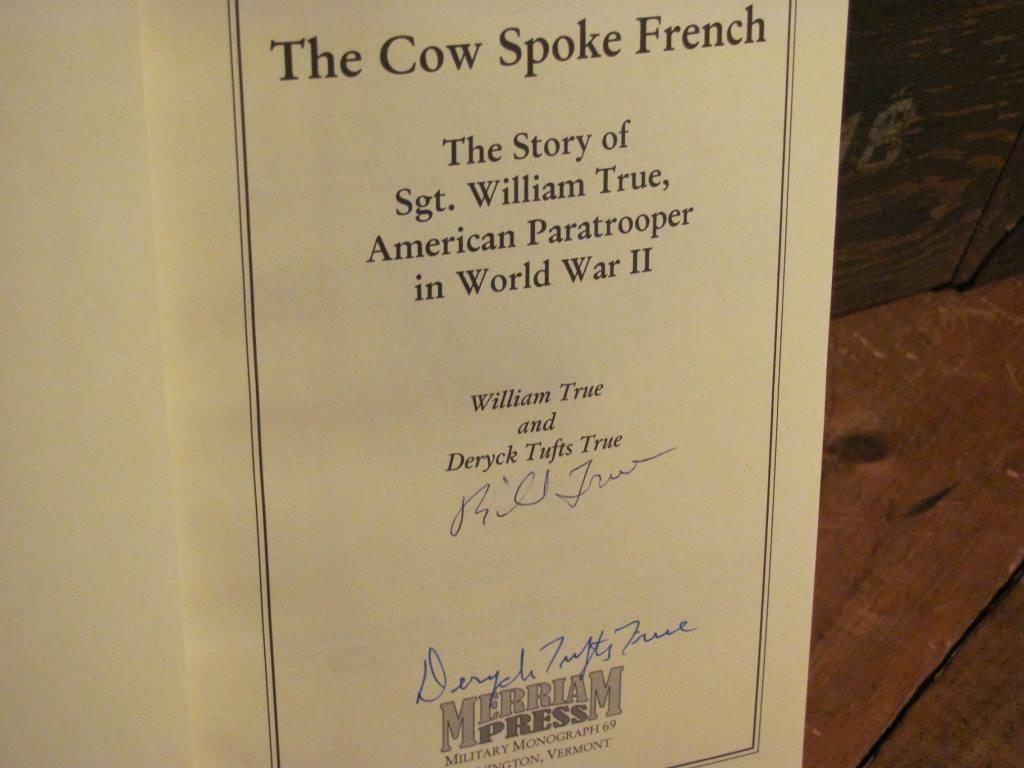 The Cow Spoke French
The Story of
Sgt. William True,
American Paratrooper
in World War II
William True
and
Deryck Tufts True
Bill True
Deryck Tufts True
MERRIAM
PRESS
MILITARY MONOGRAPH 69
VERMONT